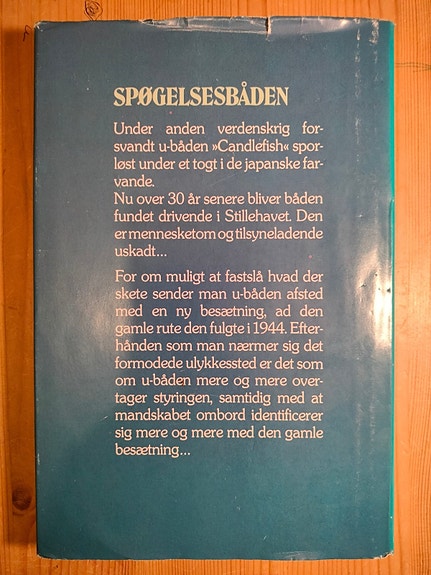 SPØGELSESBÅDEN
Under anden verdenskrig for-
svandt u-båden »Candlefish« spor-
løst under et togt i de japanske far-
vande.
Nu over 30 år senere bliver båden
fundet drivende i Stillehavet. Den
er mennesketom og tilsyneladende
uskadt...
For om muligt at fastslå hvad der
skete sender man u-båden afsted
med en ny besætning, ad den
gamle rute den fulgte i 1944. Efter-
hånden som man nærmer sig det
formodede ulykkessted er det som
om u-båden mere og mere over-
tager styringen, samtidig med at
mandskabet ombord identificerer
sig mere og mere med den gamle
besætning...